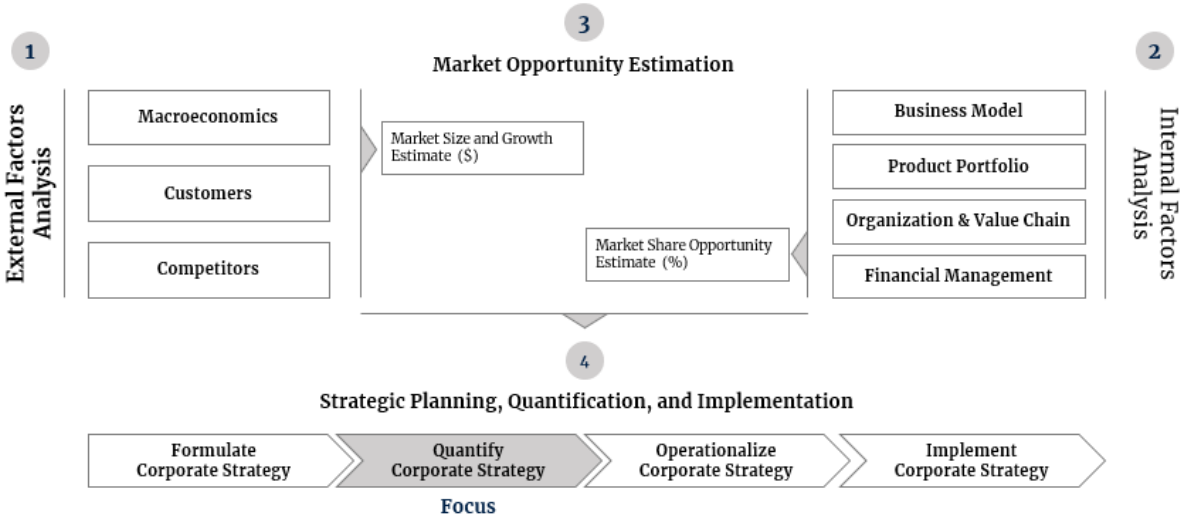 3
1
2
Market Opportunity Estimation
External Factors
Analysis
Macroeconomics
Customers
Competitors
Market Size and Growth
Estimate ($)
Market Share Opportunity
Estimate (%)
Business Model
Product Portfolio
Organization & Value Chain
Financial Management
Internal Factors
Analysis
4
Strategic Planning, Quantification, and Implementation
Formulate
Corporate Strategy
Quantify
Corporate Strategy
Operationalize
Corporate Strategy
Implement
Corporate Strategy
Focus